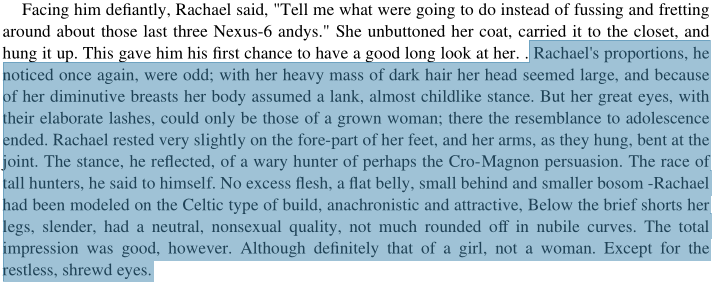 Facing him defiantly, Rachael said, "Tell me what were going to do instead of fussing and fretting
around about those last three Nexus-6 andys." She unbuttoned her coat, carried it to the closet, and
hung it up. This gave him his first chance to have a good long look at her. . Rachael's proportions, he
noticed once again, were odd; with her heavy mass of dark hair her head seemed large, and because
of her diminutive breasts her body assumed a lank, almost childlike stance. But her great eyes, with
their elaborate lashes, could only be those of a grown woman; there the resemblance to adolescence
ended. Rachael rested very slightly on the fore-part of her feet, and her arms, as they hung, bent at the
joint. The stance, he reflected, of a wary hunter of perhaps the Cro-Magnon persuasion. The race of
tall hunters, he said to himself. No excess flesh, a flat belly, small behind and smaller bosom -Rachael
had been modeled on the Celtic type of build, anachronistic and attractive, Below the brief shorts her
legs, slender, had a neutral, nonsexual quality, not much rounded off in nubile curves. The total
impression was good, however. Although definitely that of a girl, not a woman. Except for the
restless, shrewd eyes.